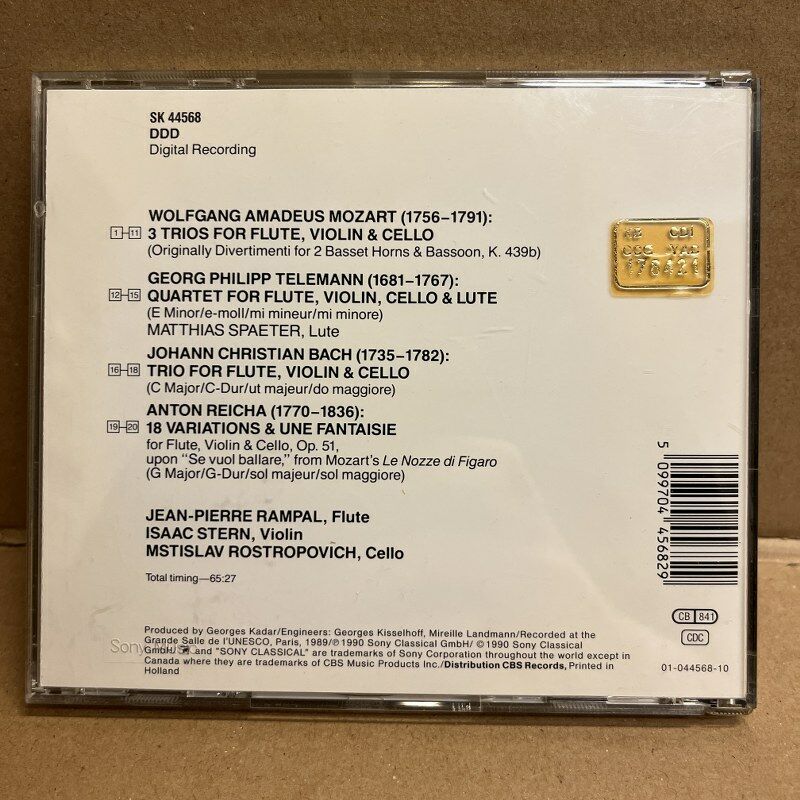 SK 44568
DDD
Digital Recording
WOLFGANG AMADEUS MOZART (1756–1791):
1–11 3 TRIOS FOR FLUTE, VIOLIN & CELLO
(Originally Divertimenti for 2 Basset Horns & Bassoon, K. 439b)
GEORG PHILIPP TELEMANN (1681–1767):
12–15 QUARTET FOR FLUTE, VIOLIN, CELLO & LUTE
(E Minor/e-moll/mi mineur/mi minore)
MATTHIAS SPAETER, Lute
JOHANN CHRISTIAN BACH (1735–1782):
16–18 TRIO FOR FLUTE, VIOLIN & CELLO
(C Major/C-Dur/ut majeur/do maggiore)
ANTON REICHA (1770–1836):
19–20 18 VARIATIONS & UNE FANTAISIE
for Flute, Violin & Cello, Op. 51,
upon “Se vuol ballare,” from Mozart’s Le Nozze di Figaro
(G Major/G-Dur/sol majeur/sol maggiore)
JEAN-PIERRE RAMPAL, Flute
ISAAC STERN, Violin
MSTISLAV ROSTROPOVICH, Cello
Total timing—65:27
Produced by Georges Kadar/Engineers: Georges Kisselhoff, Mireille Landmann/Recorded at the
Grande Salle de l’UNESCO, Paris, 1989/℗ 1990 Sony Classical GmbH/ © 1990 Sony Classical
GmbH/ and "SONY CLASSICAL" are trademarks of Sony Corporation throughout the world except in
Canada where they are trademarks of CBS Music Products Inc./Distribution CBS Records, Printed in
Holland
CDI
178421
5 099704 456829
CB 841
CDC
01-044568-10